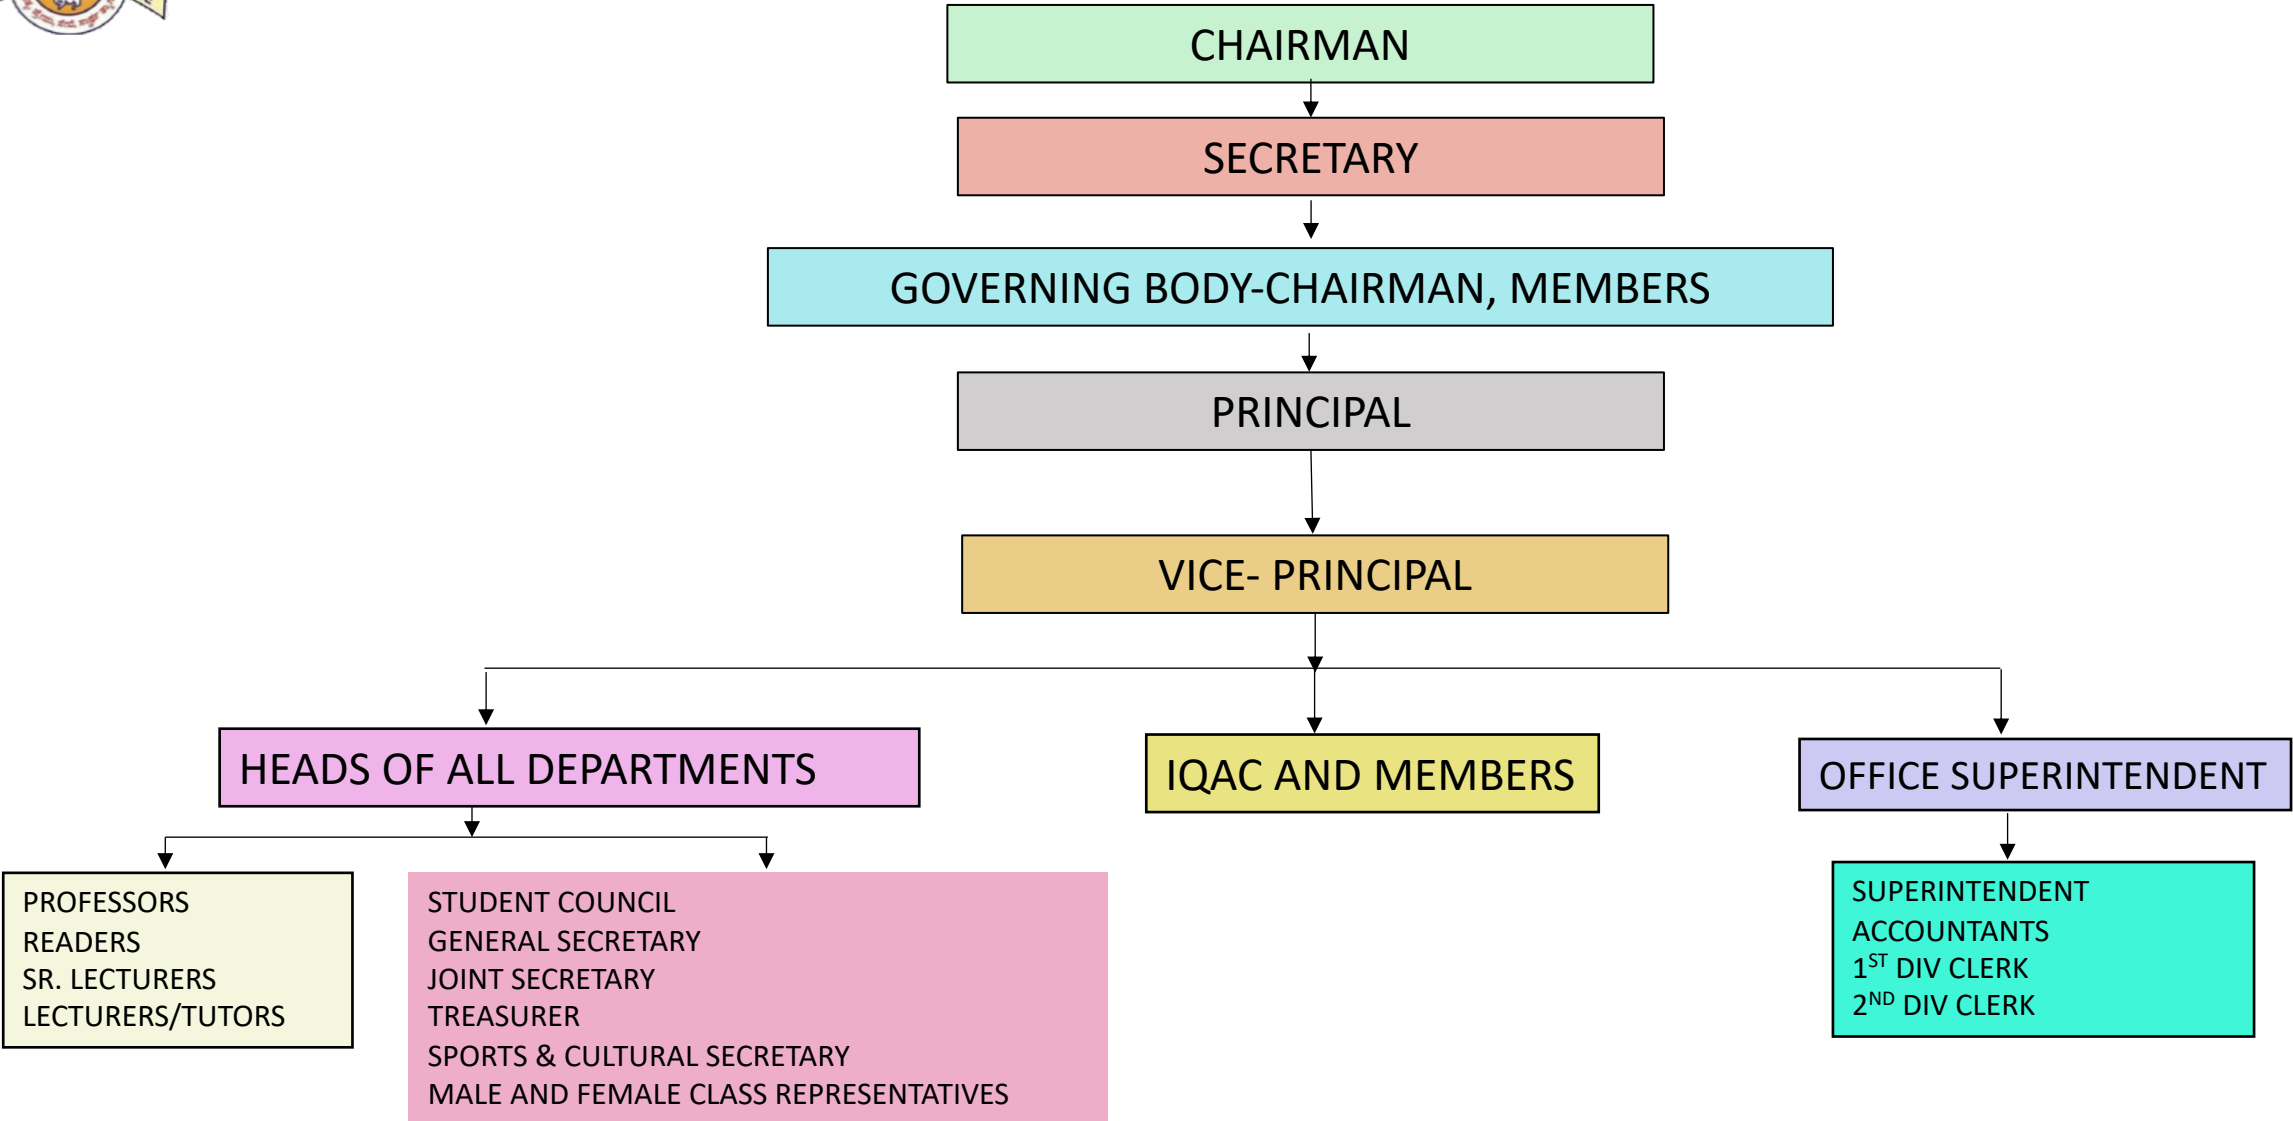 CHAIRMAN
SECRETARY
GOVERNING BODY-CHAIRMAN, MEMBERS
PRINCIPAL
VICE- PRINCIPAL
HEADS OF ALL DEPARTMENTS
IQAC AND MEMBERS
OFFICE SUPERINTENDENT
PROFESSORS
READERS
SR. LECTURERS
LECTURERS/TUTORS
STUDENT COUNCIL
GENERAL SECRETARY
JOINT SECRETARY
TREASURER
SPORTS & CULTURAL SECRETARY
MALE AND FEMALE CLASS REPRESENTATIVES
SUPERINTENDENT
ACCOUNTANTS
1ST DIV CLERK
2ND DIV CLERK